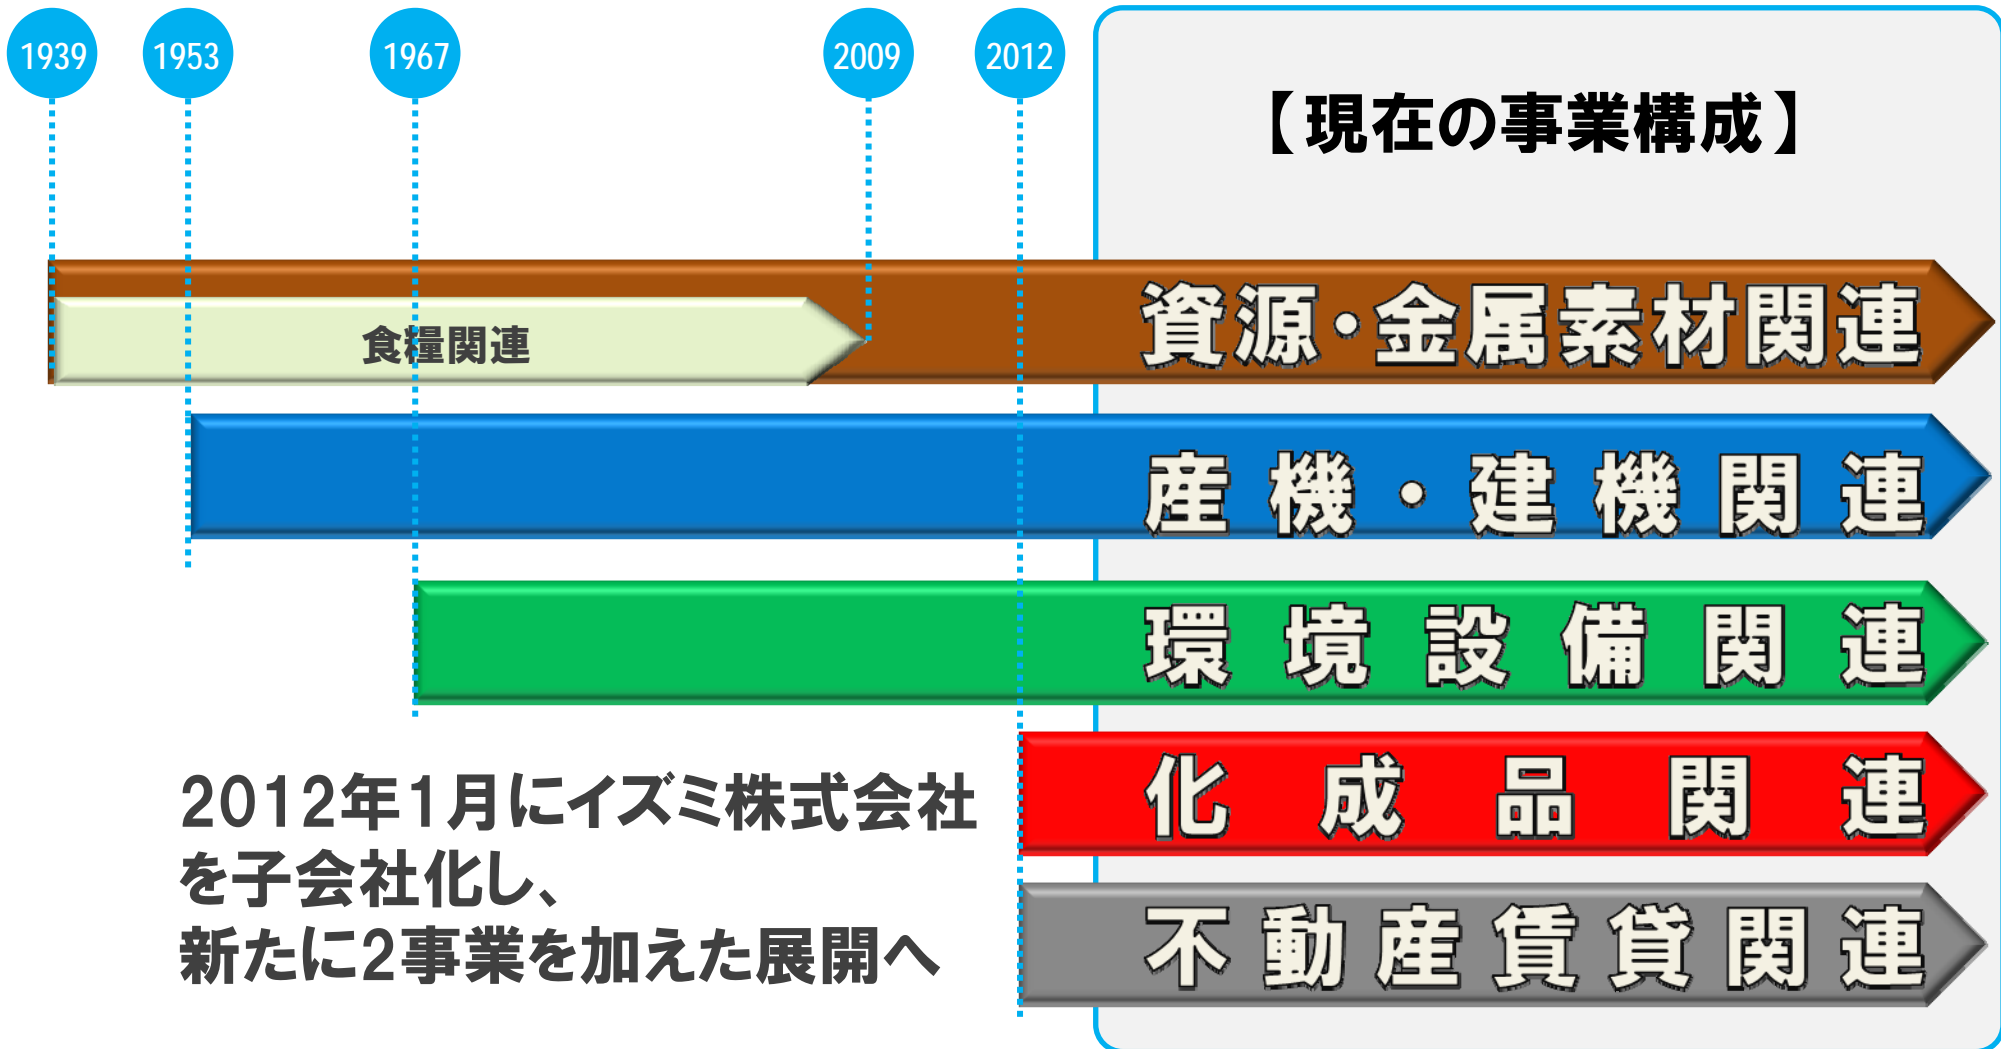 1939
1953
1967
2009
2012
【現在の事業構成】
資源・金属素材関連
食糧関連
産機・建機関連
環境設備関連
化成品関連
不動産賃貸関連
2012年1月にイズミ株式会社
を子会社化し、
新たに2事業を加えた展開へ